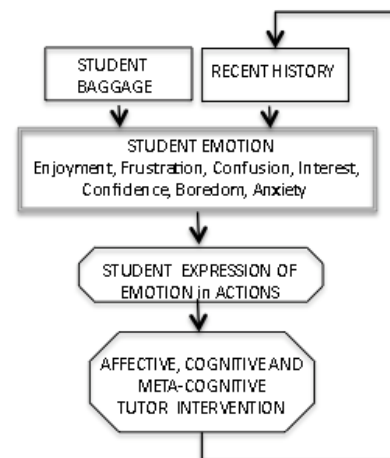 STUDENT
BAGGAGE
RECENT HISTORY
STUDENT EMOTION
Enjoyment, Frustration, Confusion, Interest,
Confidence, Boredom, Anxiety
STUDENT EXPRESSION OF
EMOTION in ACTIONS
AFFECTIVE, COGNITIVE AND
META-COGNITIVE
TUTOR INTERVENTION